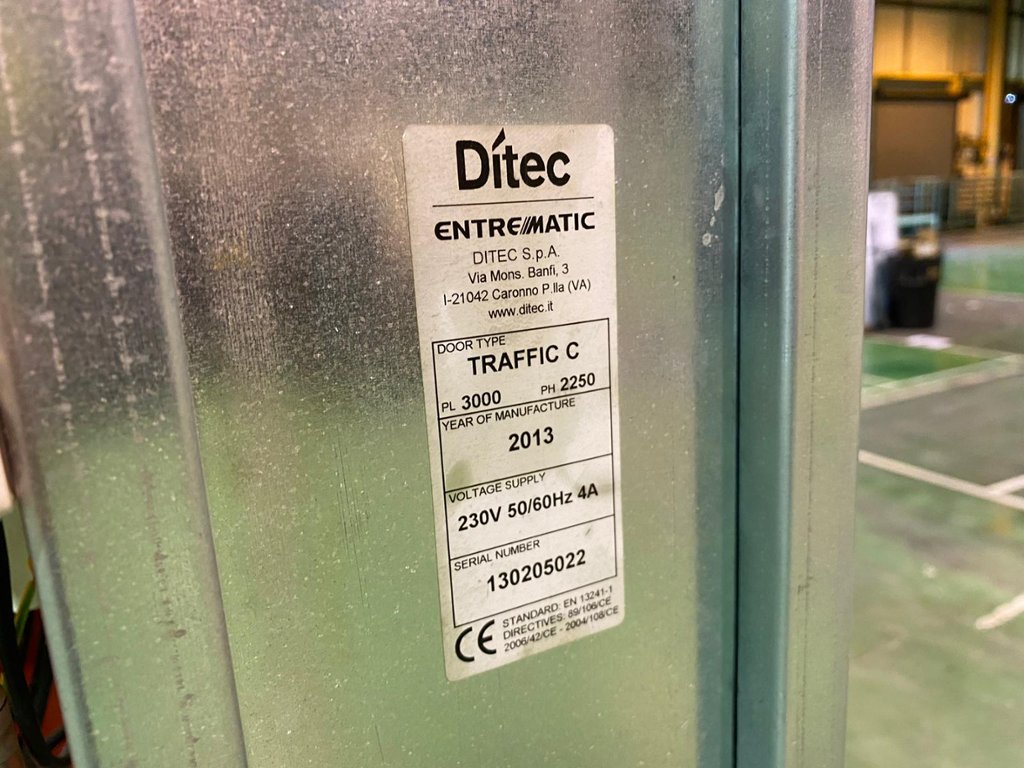 Ditec
ENTRE///MATIC
DITEC S.p.A.
Via Mons. Banfi, 3
I-21042 Caronno P.lla (VA)
www.ditec.it
DOOR TYPE
TRAFFIC C
PL 3000 PH 2250
YEAR OF MANUFACTURE
2013
VOLTAGE SUPPLY
230V 50/60Hz 4A
SERIAL NUMBER
130205022
CE
STANDARD: EN 13241-1
DIRECTIVES: 89/106/CE
2006/42/CE - 2004/108/CE